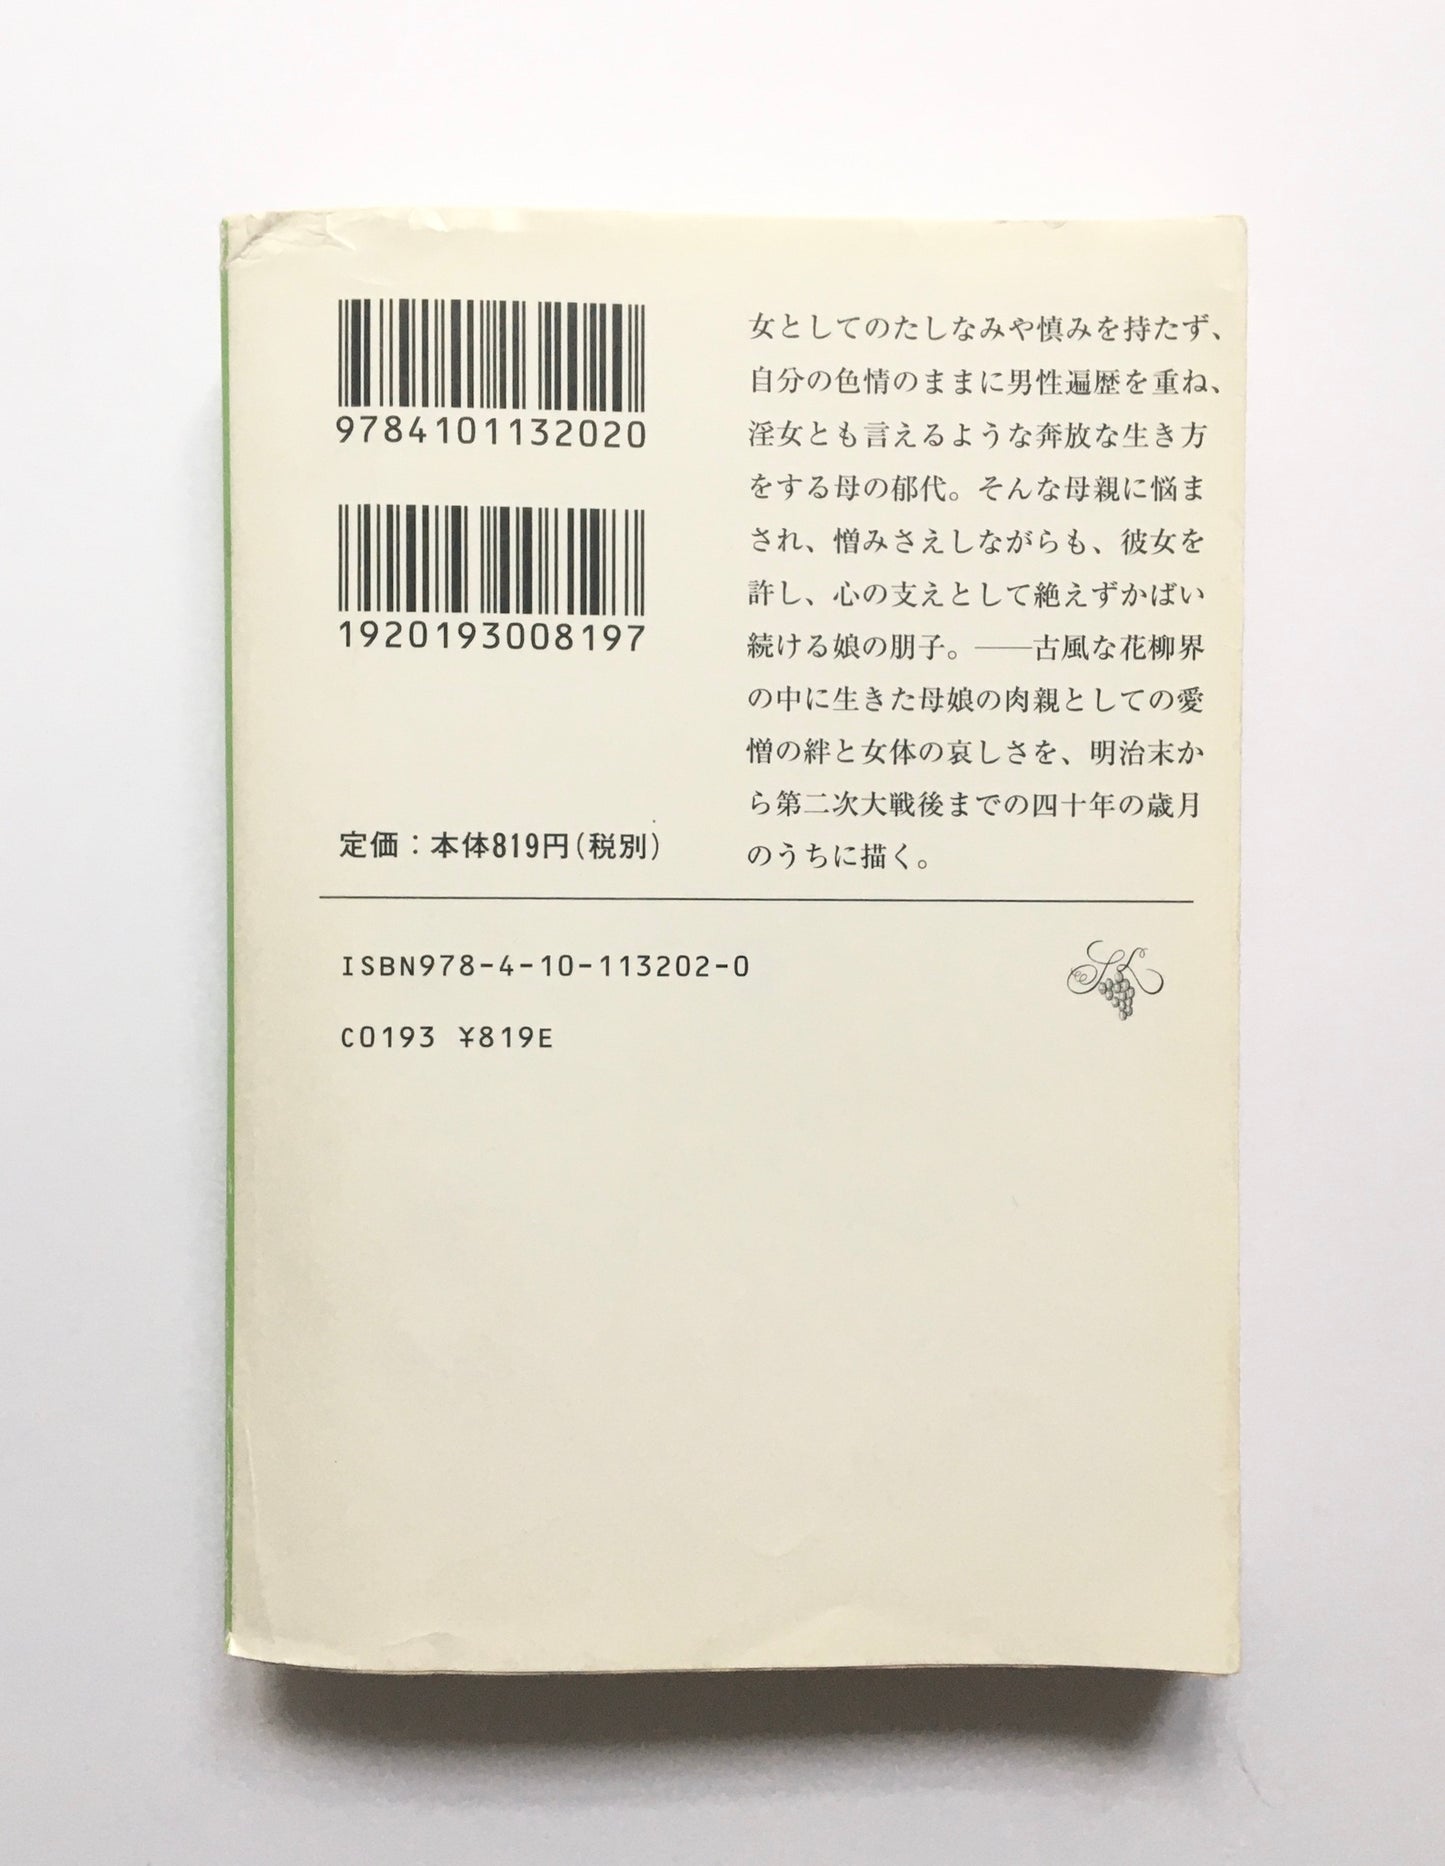 9784101132020
1920193008197
定価：本体819円(税別)
女としてのたしなみや慎みを持たず、
自分の色情のままに男性遍歴を重ね、
淫女とも言えるような奔放な生き方
をする母の郁代。そんな母親に悩ま
され、憎みさえしながらも、彼女を
許し、心の支えとして絶えずかばい
続ける娘の朋子。――古風な花柳界
の中に生きた母娘の肉親としての愛
憎の絆と女体の哀しさを、明治末か
ら第二次大戦後までの四十年の歳月
のうちに描く。
ISBN978-4-10-113202-0
C0193 ¥819E